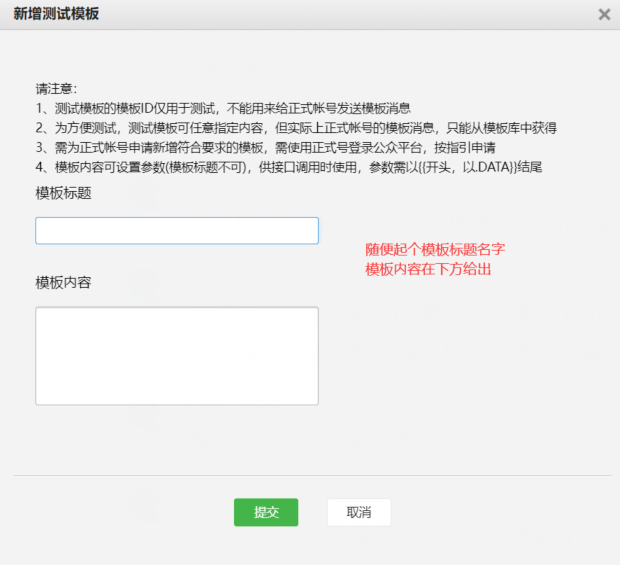 新增测试模板
请注意：
1、测试模板的模板ID仅用于测试，不能用来给正式帐号发送模板消息
2、为方便测试，测试模板可任意指定内容，但实际上正式帐号的模板消息，只能从模板库中获得
3、需为正式帐号申请新增符合要求的模板，需使用正式号登录公众平台，按指引申请
4、模板内容可设置参数(模板标题不可)，供接口调用时使用，参数需以{{开头，以.DATA}}结尾
模板标题
随便起个模板标题名字
模板内容在下方给出
模板内容
提交
取消